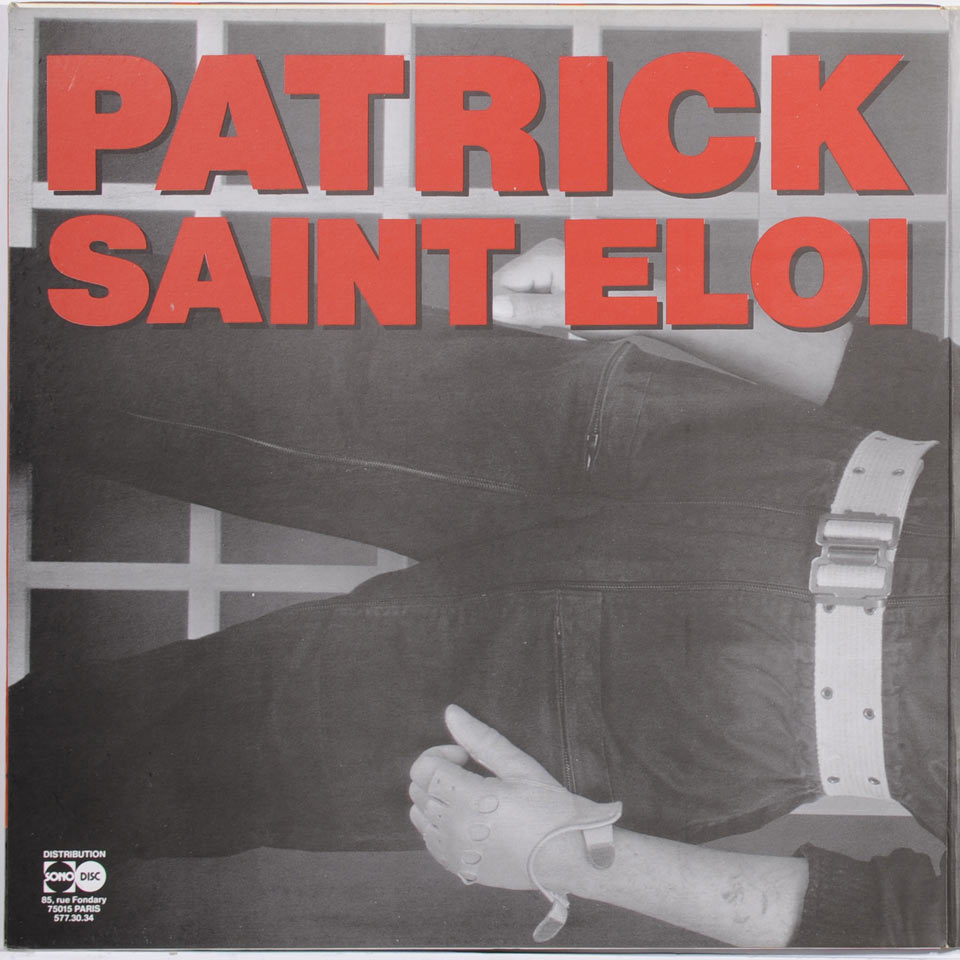 PATRICK
SAINT ELOI
DISTRIBUTION
SONO DISC
85, rue Fondary
75015 PARIS
577.30.34